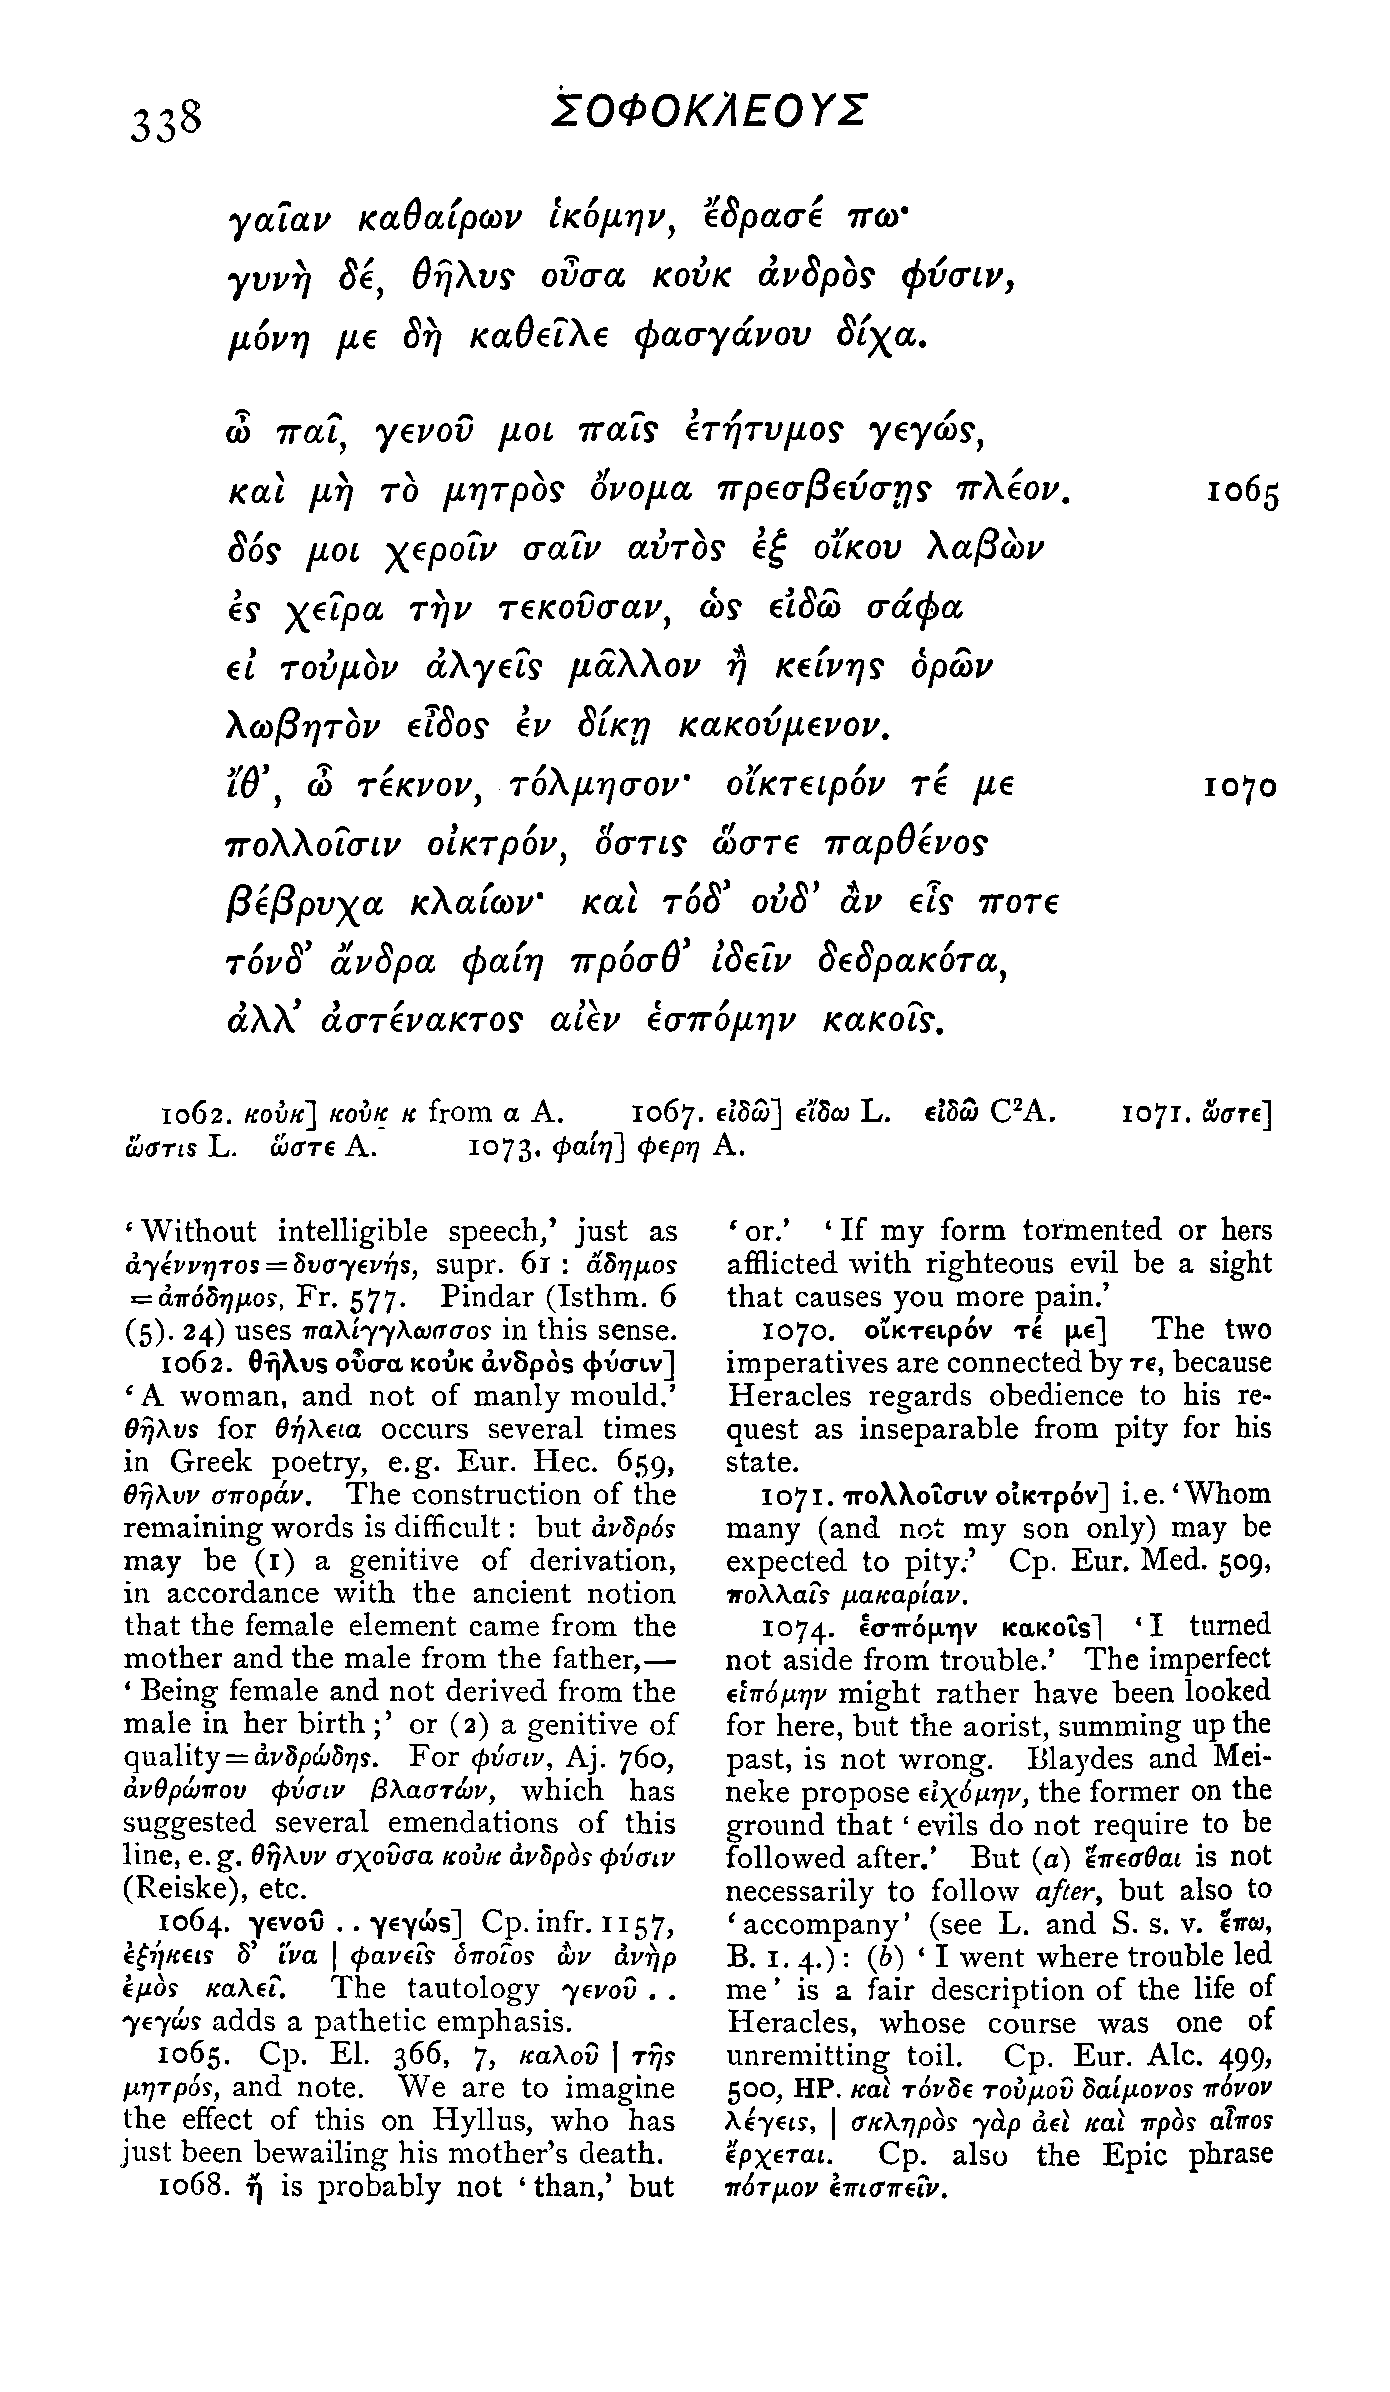 338
ΣΟΦΟΚΛΕΟΥΣ
γαῖαν καθαίρων ἱκόμην, ἔδρασέ πω·
γυνὴ δέ, θῆλυς οὖσα κοὐκ ἀνδρὸς φύσιν,
μόνη με δὴ καθεῖλε φασγάνου δίχα.
ὦ παῖ, γενοῦ μοι παῖς ἐτήτυμος γεγώς,
καὶ μὴ τὸ μητρὸς ὄνομα πρεσβεύσῃς πλέον. 1065
δός μοι χεροῖν σαῖν αὐτὸς ἐξ οἴκου λαβὼν
ἐς χεῖρα τὴν τεκοῦσαν, ὡς εἰδῶ σάφα
εἰ τοὐμὸν ἀλγεῖς μᾶλλον ἢ κείνης ὁρῶν
λωβητὸν εἶδος ἐν δίκῃ κακούμενον.
ἴθ', ὦ τέκνον, τόλμησον· οἴκτειρόν τέ με 1070
πολλοῖσιν οἰκτρόν, ὅστις ὥστε παρθένος
βέβρυχα κλαίων· καὶ τόδ' οὐδ' ἂν εἷς ποτε
τόνδ' ἄνδρα φαίη πρόσθ' ἰδεῖν δεδρακότα,
ἀλλ' ἀστένακτος αἰὲν ἑσπόμην κακοῖς.
1062. κοὐκ] κοὐκ κ from α A. 1067. εἰδῶ] εἴδω L. εἰδῶ C²A. 1071. ὥστε]
ὥστις L. ὥστε A. 1073. φαίη] φερη A.
‘Without intelligible speech,’ just as
ἀγέννητος = δυσγενής, supr. 61 : ἄδημος
= ἀπόδημος, Fr. 577. Pindar (Isthm. 6
(5). 24) uses παλίγγλωσσος in this sense.
1062. θῆλυς οὖσα κοὐκ ἀνδρὸς φύσιν]
‘A woman, and not of manly mould.’
θῆλυς for θήλεια occurs several times
in Greek poetry, e.g. Eur. Hec. 659,
θῆλυν σποράν. The construction of the
remaining words is difficult : but ἀνδρός
may be (1) a genitive of derivation,
in accordance with the ancient notion
that the female element came from the
mother and the male from the father,—
‘Being female and not derived from the
male in her birth ;’ or (2) a genitive of
quality = ἀνδρώδης. For φύσιν, Aj. 760,
ἀνθρώπου φύσιν βλαστών, which has
suggested several emendations of this
line, e.g. θῆλυν σχοῦσα κοὐκ ἀνδρὸς φύσιν
(Reiske), etc.
1064. γενοῦ . . γεγώς] Cp. infr. 1157,
ἐξήκεις δ' ἵνα | φανεῖς ὁποῖος ὢν ἀνὴρ
ἐμὸς καλεῖ. The tautology γενοῦ . .
γεγώς adds a pathetic emphasis.
1065. Cp. El. 366, 7, καλοῦ | τῆς
μητρός, and note. We are to imagine
the effect of this on Hyllus, who has
just been bewailing his mother's death.
1068. ἤ is probably not ‘than,’ but
‘or.’ ‘If my form tormented or hers
afflicted with righteous evil be a sight
that causes you more pain.’
1070. οἴκτειρόν τέ με] The two
imperatives are connected by τε, because
Heracles regards obedience to his re-
quest as inseparable from pity for his
state.
1071. πολλοῖσιν οἰκτρόν] i.e. ‘Whom
many (and not my son only) may be
expected to pity.’ Cp. Eur. Med. 509,
πολλαῖς μακαρίαν.
1074. ἑσπόμην κακοῖς] ‘I turned
not aside from trouble.’ The imperfect
εἱπόμην might rather have been looked
for here, but the aorist, summing up the
past, is not wrong. Blaydes and Mei-
neke propose εἰχόμην, the former on the
ground that ‘evils do not require to be
followed after.’ But (a) ἕπεσθαι is not
necessarily to follow after, but also to
‘accompany’ (see L. and S. s. v. ἕπω,
B. 1. 4.) : (b) ‘I went where trouble led
me’ is a fair description of the life of
Heracles, whose course was one of
unremitting toil. Cp. Eur. Alc. 499,
500, ΗΡ. καὶ τόνδε τοὐμοῦ δαίμονος πόνον
λέγεις, | σκληρὸς γὰρ ἀεὶ καὶ πρὸς αἶπος
ἔρχεται. Cp. also the Epic phrase
πότμον ἐπισπεῖν.